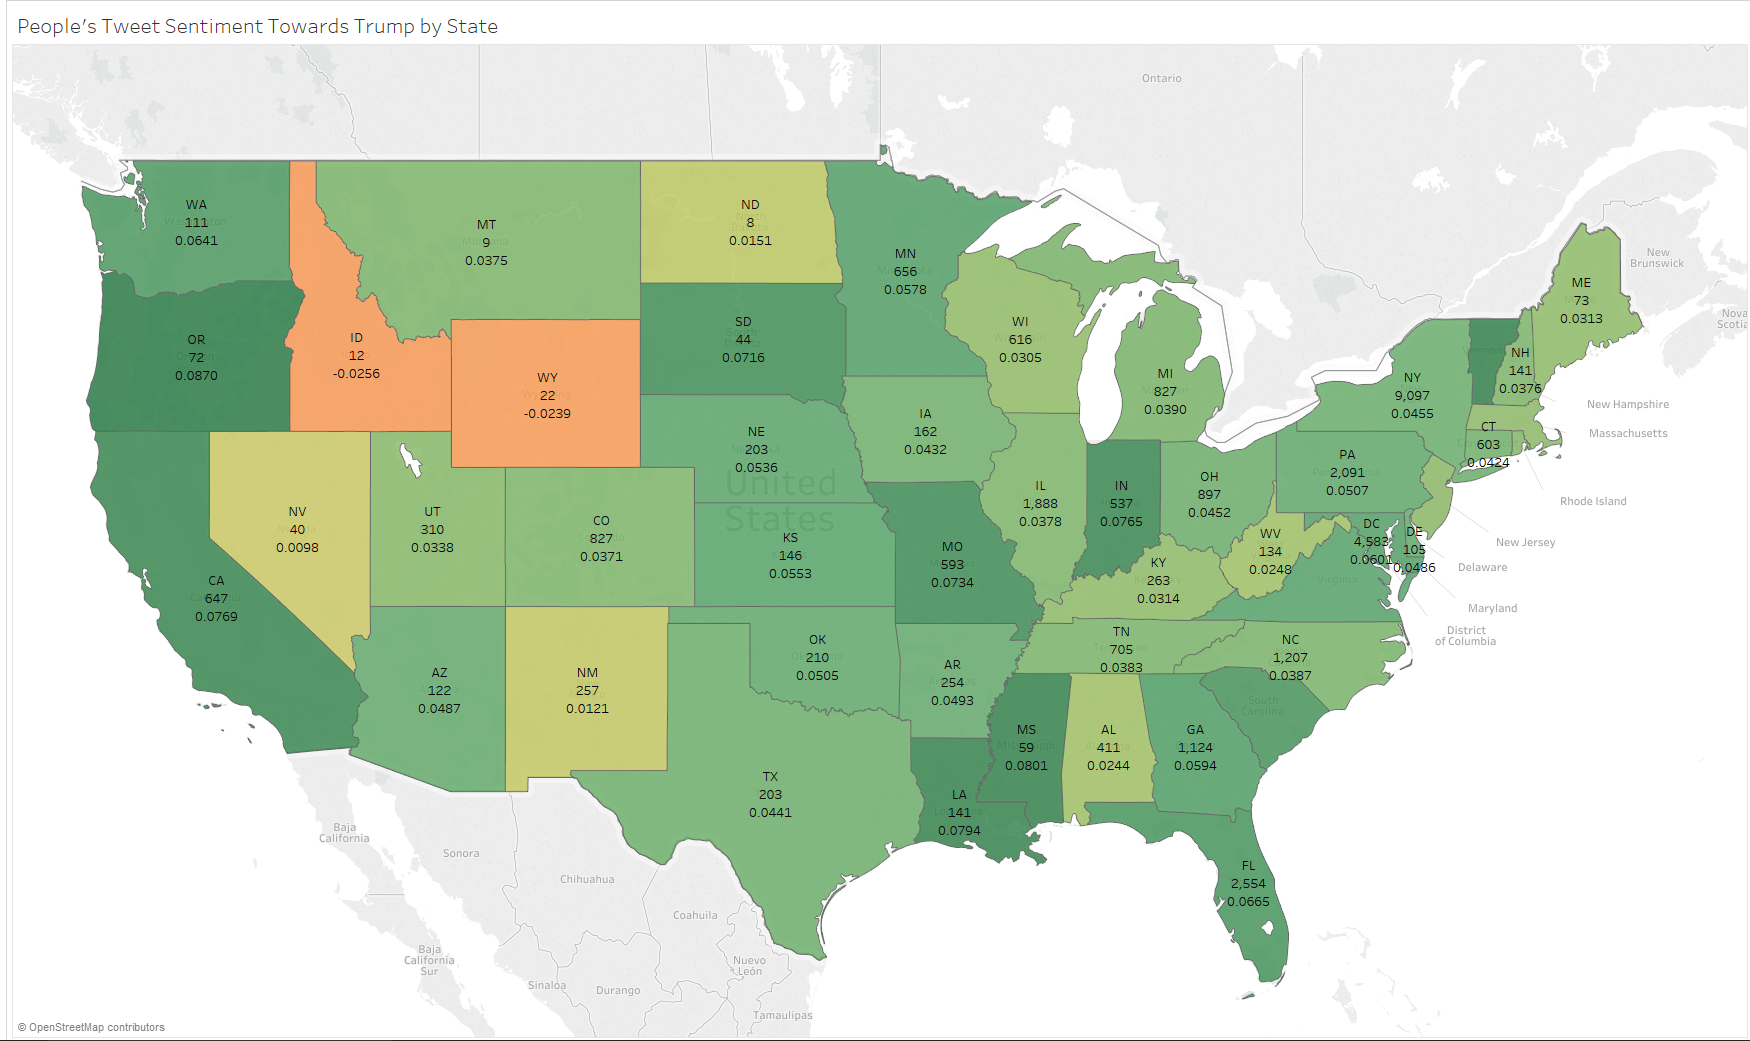 People's Tweet Sentiment Towards Trump by State
Ontario
New
Brunswick
Nova
Scotia
WA
111
0.0641
MT
9
0.0375
ND
8
0.0151
MN
656
0.0578
ME
73
0.0313
OR
72
0.0870
ID
12
-0.0256
WY
22
-0.0239
SD
44
0.0716
WI
616
0.0305
MI
827
0.0390
NY
9,097
0.0455
NH
141
0.0376
New Hampshire
Massachusetts
CT
603
0.0424
Rhode Island
NE
203
0.0536
IA
162
0.0432
PA
2,091
0.0507
New Jersey
United
States
NV
40
0.0098
UT
310
0.0338
CO
827
0.0371
KS
146
0.0553
IL
1,888
0.0378
IN
537
0.0765
OH
897
0.0452
WV
134
0.0248
DC
4,583
0.0601
DE
105
0.0486
Delaware
Maryland
District
of Columbia
Virginia
CA
647
0.0769
MO
593
0.0734
KY
263
0.0314
AZ
122
0.0487
NM
257
0.0121
OK
210
0.0505
AR
254
0.0493
TN
705
0.0383
NC
1,207
0.0387
South
Carolina
TX
203
0.0441
LA
141
0.0794
MS
59
0.0801
AL
411
0.0244
GA
1,124
0.0594
FL
2,554
0.0665
Baja
California
Sonora
Chihuahua
Coahuila
Baja
California
Sur
Nuevo
León
Sinaloa
Durango
Tamaulipas
© OpenStreetMap contributors